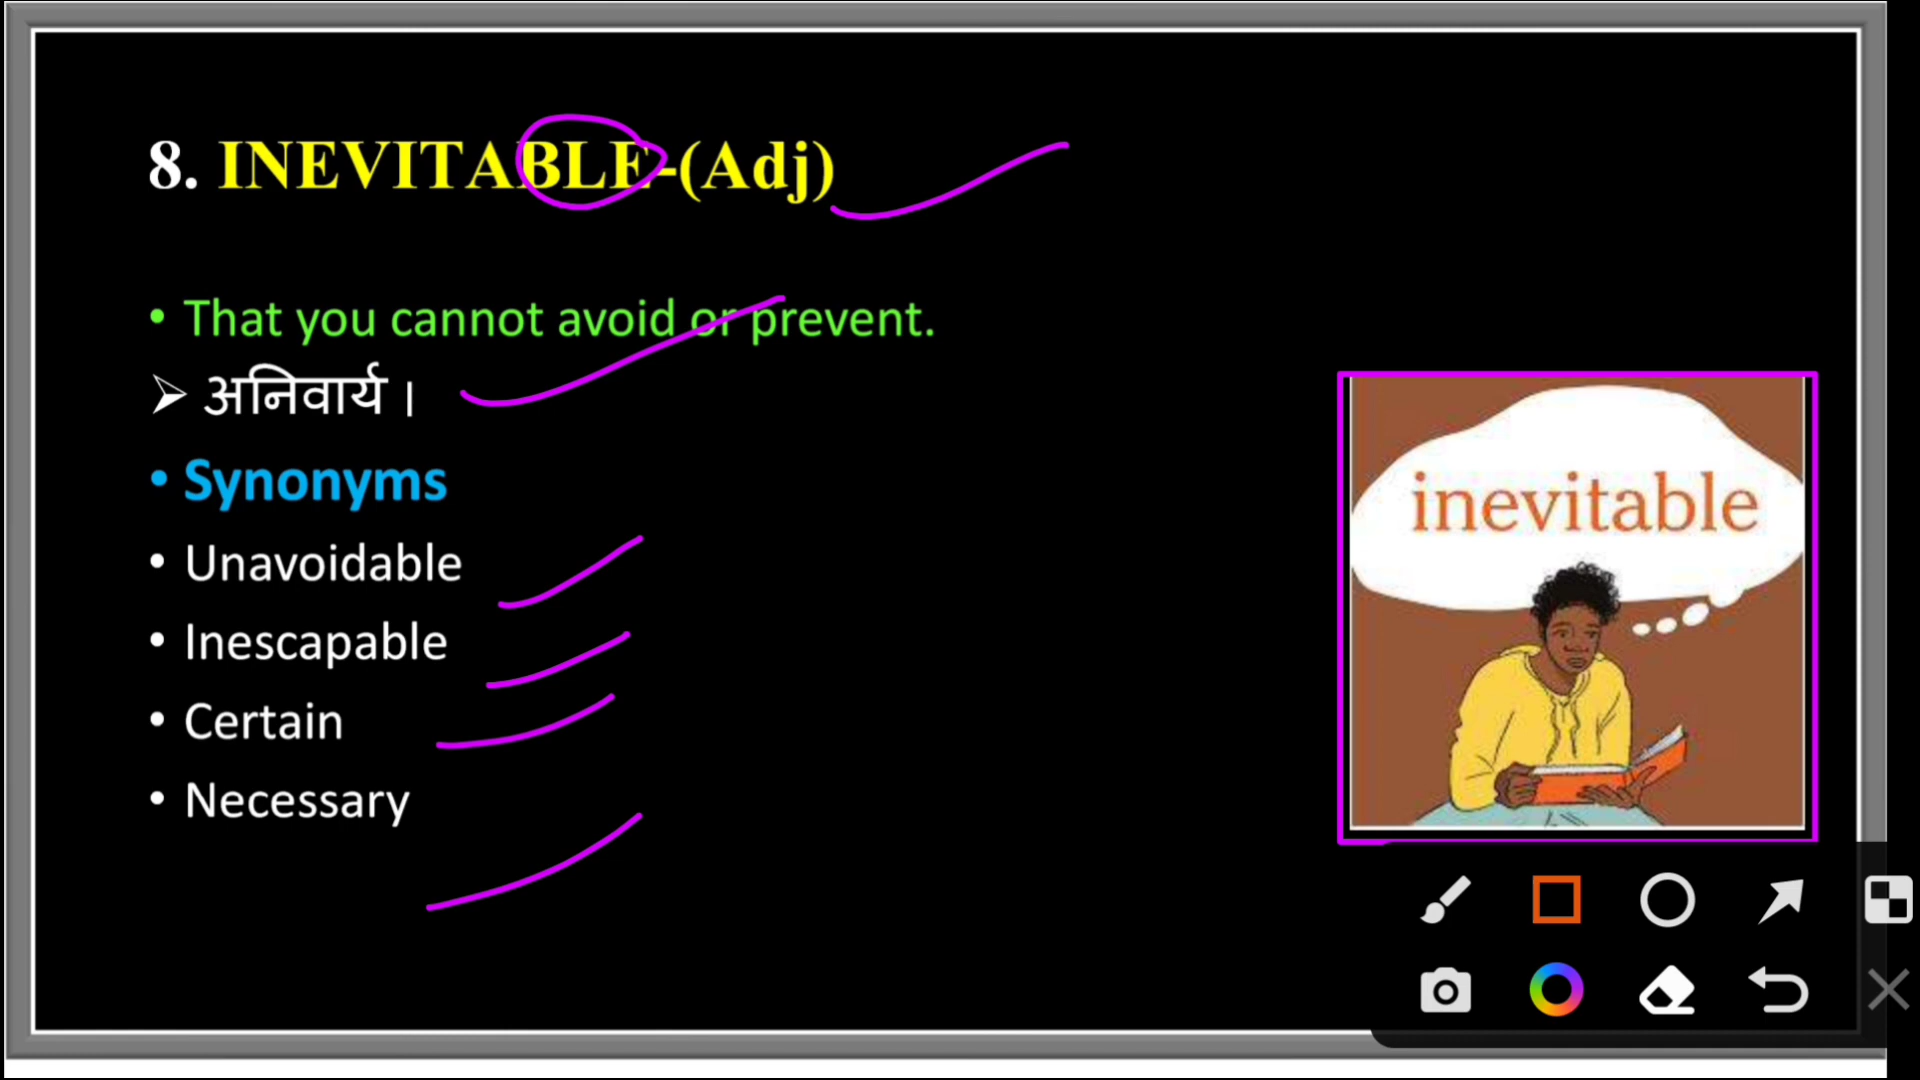 8. INEVITABLE-(Adj)
• That you cannot avoid or prevent.
➢ अनिवार्य ।
• Synonyms
• Unavoidable
• Inescapable
• Certain
• Necessary
inevitable